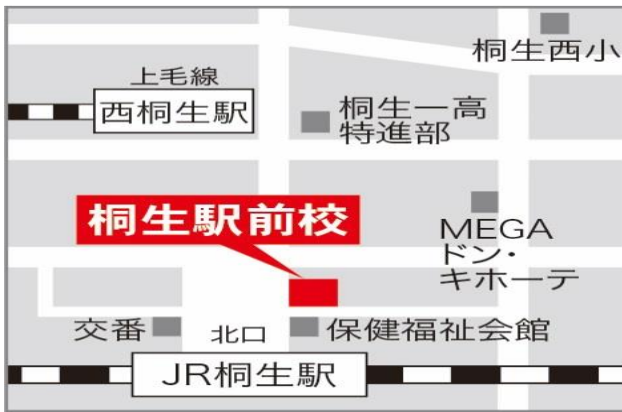 桐生西小
上毛線
西桐生駅
桐生一高
特進部
桐生駅前校
MEGA
ドン・
キホーテ
交番
北口
保健福祉会館
JR桐生駅